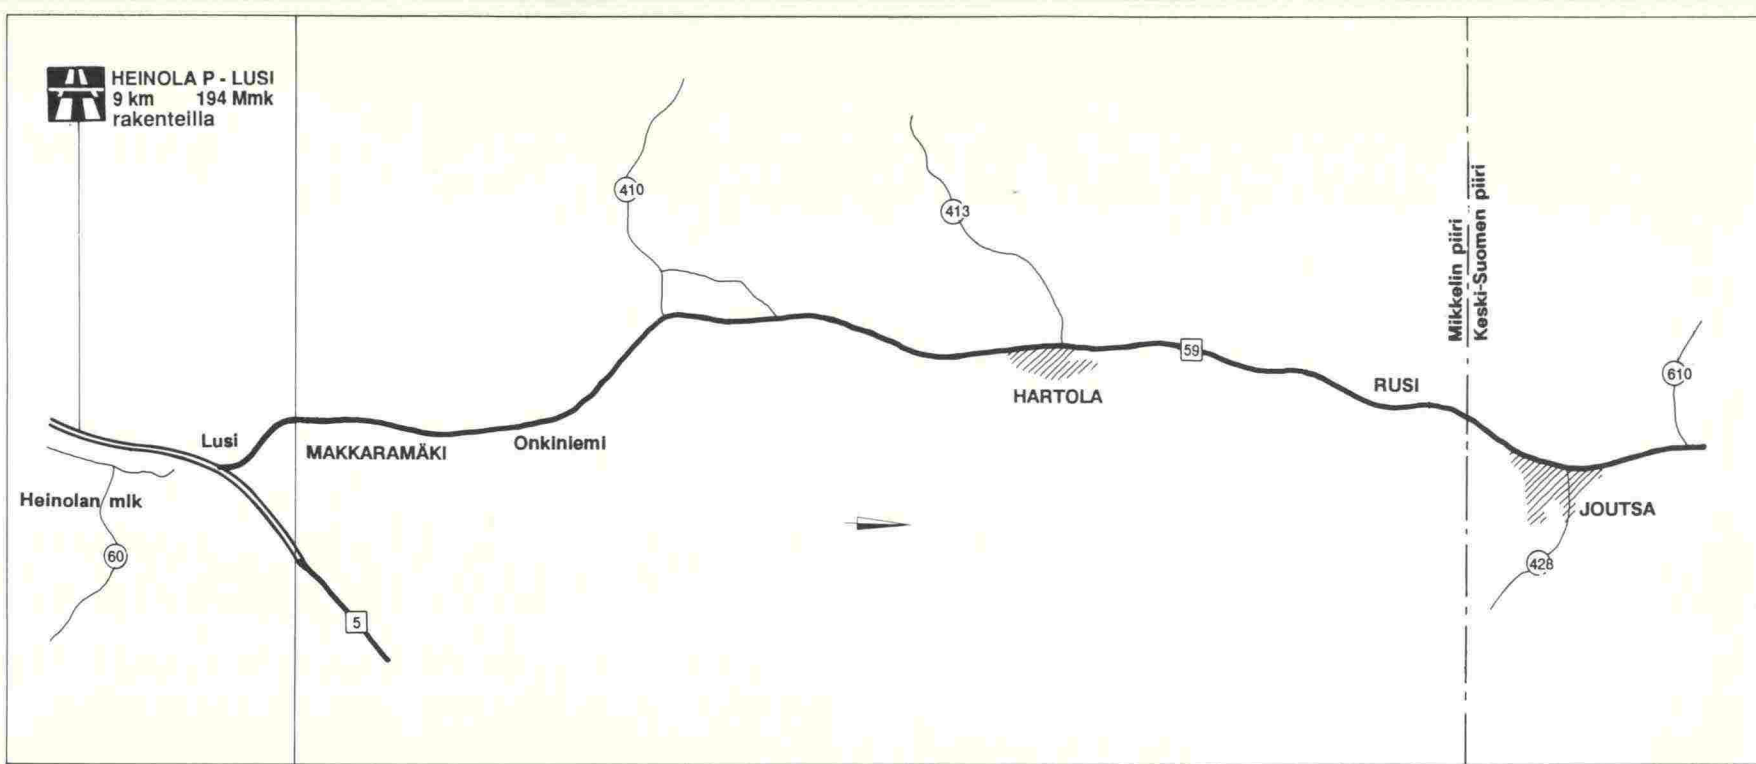 HEINOLA P - LUSI
9 km 194 Mmk
rakenteilla
410
413
Mikkelin piiri
Keski-Suomen piiri
59
610
RUSI
HARTOLA
Lusi
MAKKARAMÄKI
Onkiniemi
Heinolan mlk
JOUTSA
60
428
5